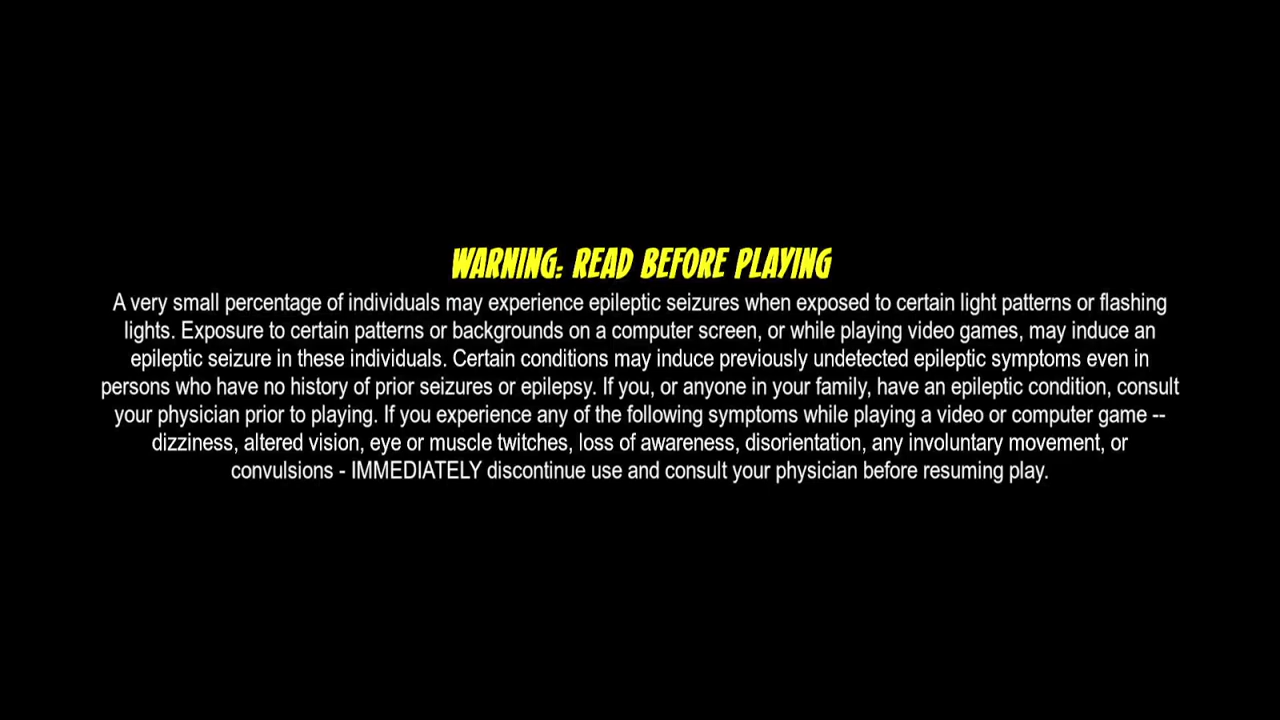 WARNING: READ BEFORE PLAYING
A very small percentage of individuals may experience epileptic seizures when exposed to certain light patterns or flashing
lights. Exposure to certain patterns or backgrounds on a computer screen, or while playing video games, may induce an
epileptic seizure in these individuals. Certain conditions may induce previously undetected epileptic symptoms even in
persons who have no history of prior seizures or epilepsy. If you, or anyone in your family, have an epileptic condition, consult
your physician prior to playing. If you experience any of the following symptoms while playing a video or computer game --
dizziness, altered vision, eye or muscle twitches, loss of awareness, disorientation, any involuntary movement, or
convulsions - IMMEDIATELY discontinue use and consult your physician before resuming play.